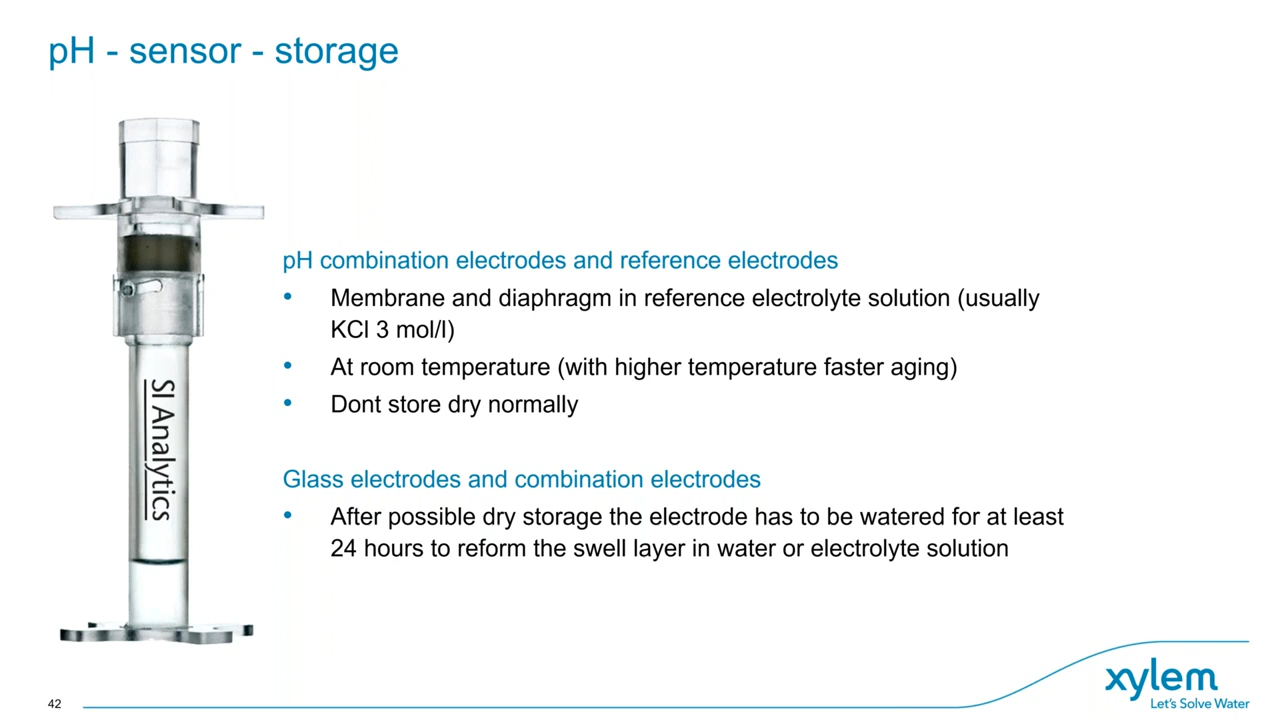 pH - sensor - storage
SI Analytics
pH combination electrodes and reference electrodes
• Membrane and diaphragm in reference electrolyte solution (usually
KCl 3 mol/l)
• At room temperature (with higher temperature faster aging)
• Dont store dry normally
Glass electrodes and combination electrodes
• After possible dry storage the electrode has to be watered for at least
24 hours to reform the swell layer in water or electrolyte solution
42
xylem
Let's Solve Water